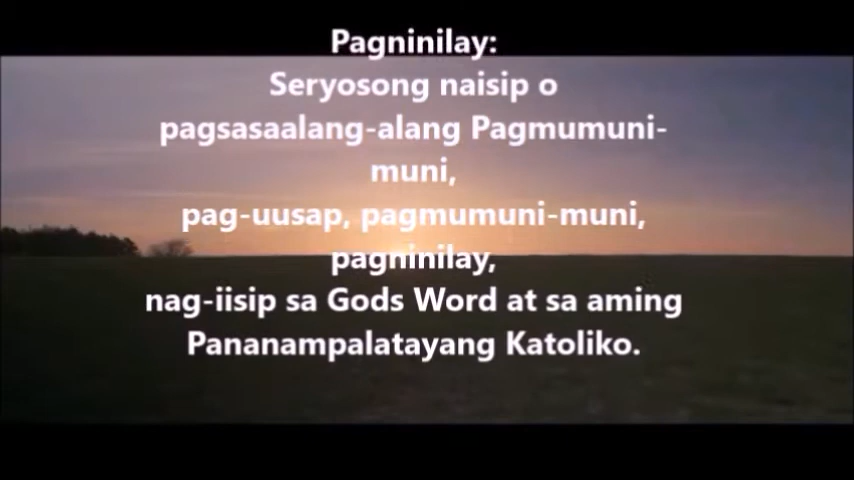 Pagninilay:
Seryosong naisip o
pagsasaalang-alang Pagmumuni-
muni,
pag-uusap, pagmumuni-muni,
pagninilay,
nag-iisip sa Gods Word at sa aming
Pananampalatayang Katoliko.